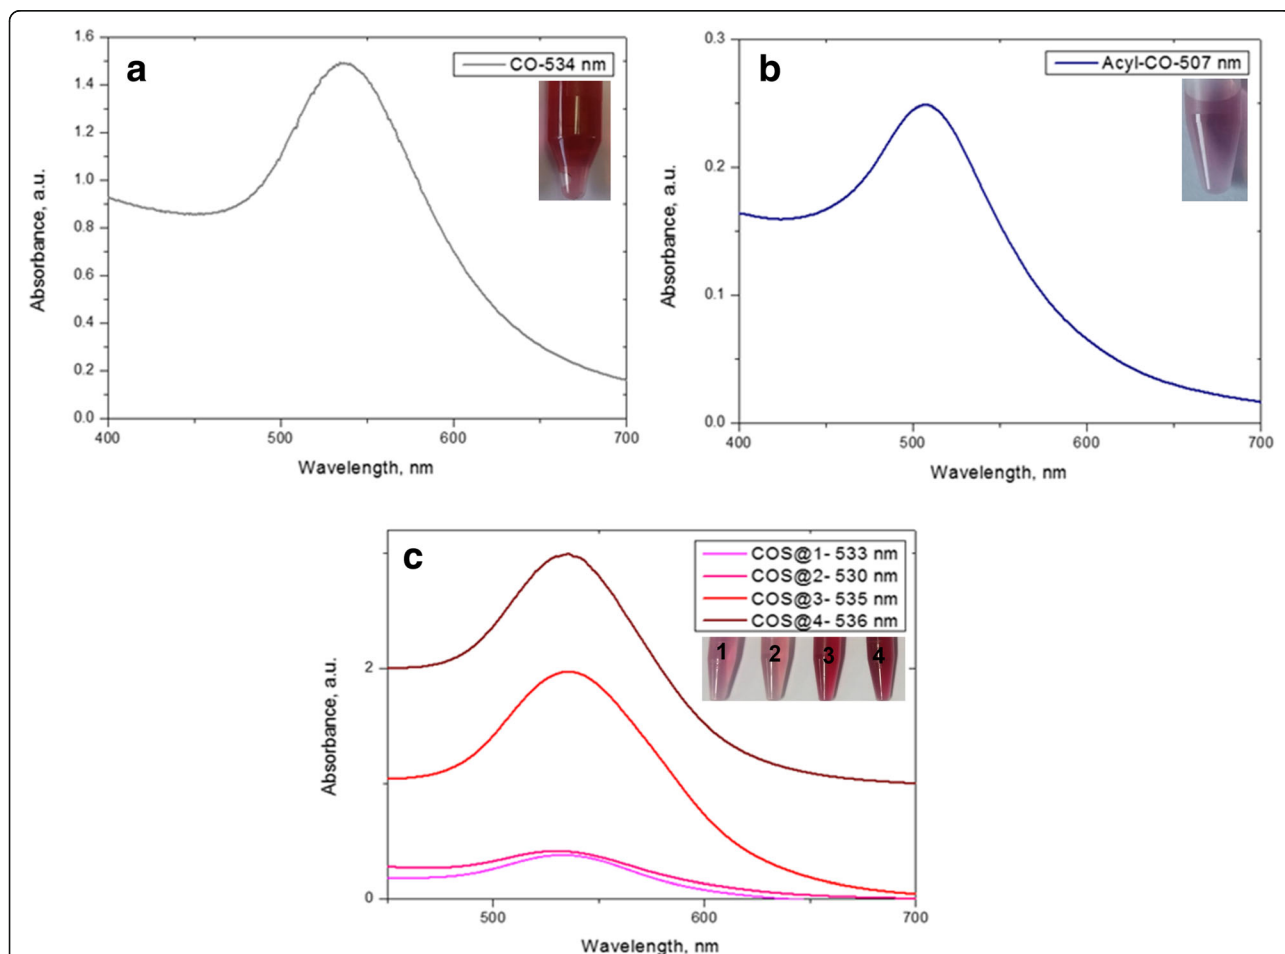 a
CO-534 nm
1.6
1.4
1.2
1.0
0.8
0.6
0.4
0.2
0.0
400
500
600
700
Absorbance, a.u.
Wavelength, nm
b
Acyl-CO-507 nm
0.3
0.2
0.1
0.0
400
500
600
700
Absorbance, a.u.
Wavelength, nm
c
COS@1- 533 nm
COS@2- 530 nm
COS@3- 535 nm
COS@4- 536 nm
1 2 3 4
2
0
500
600
700
Absorbance, a.u.
Wavelength, nm